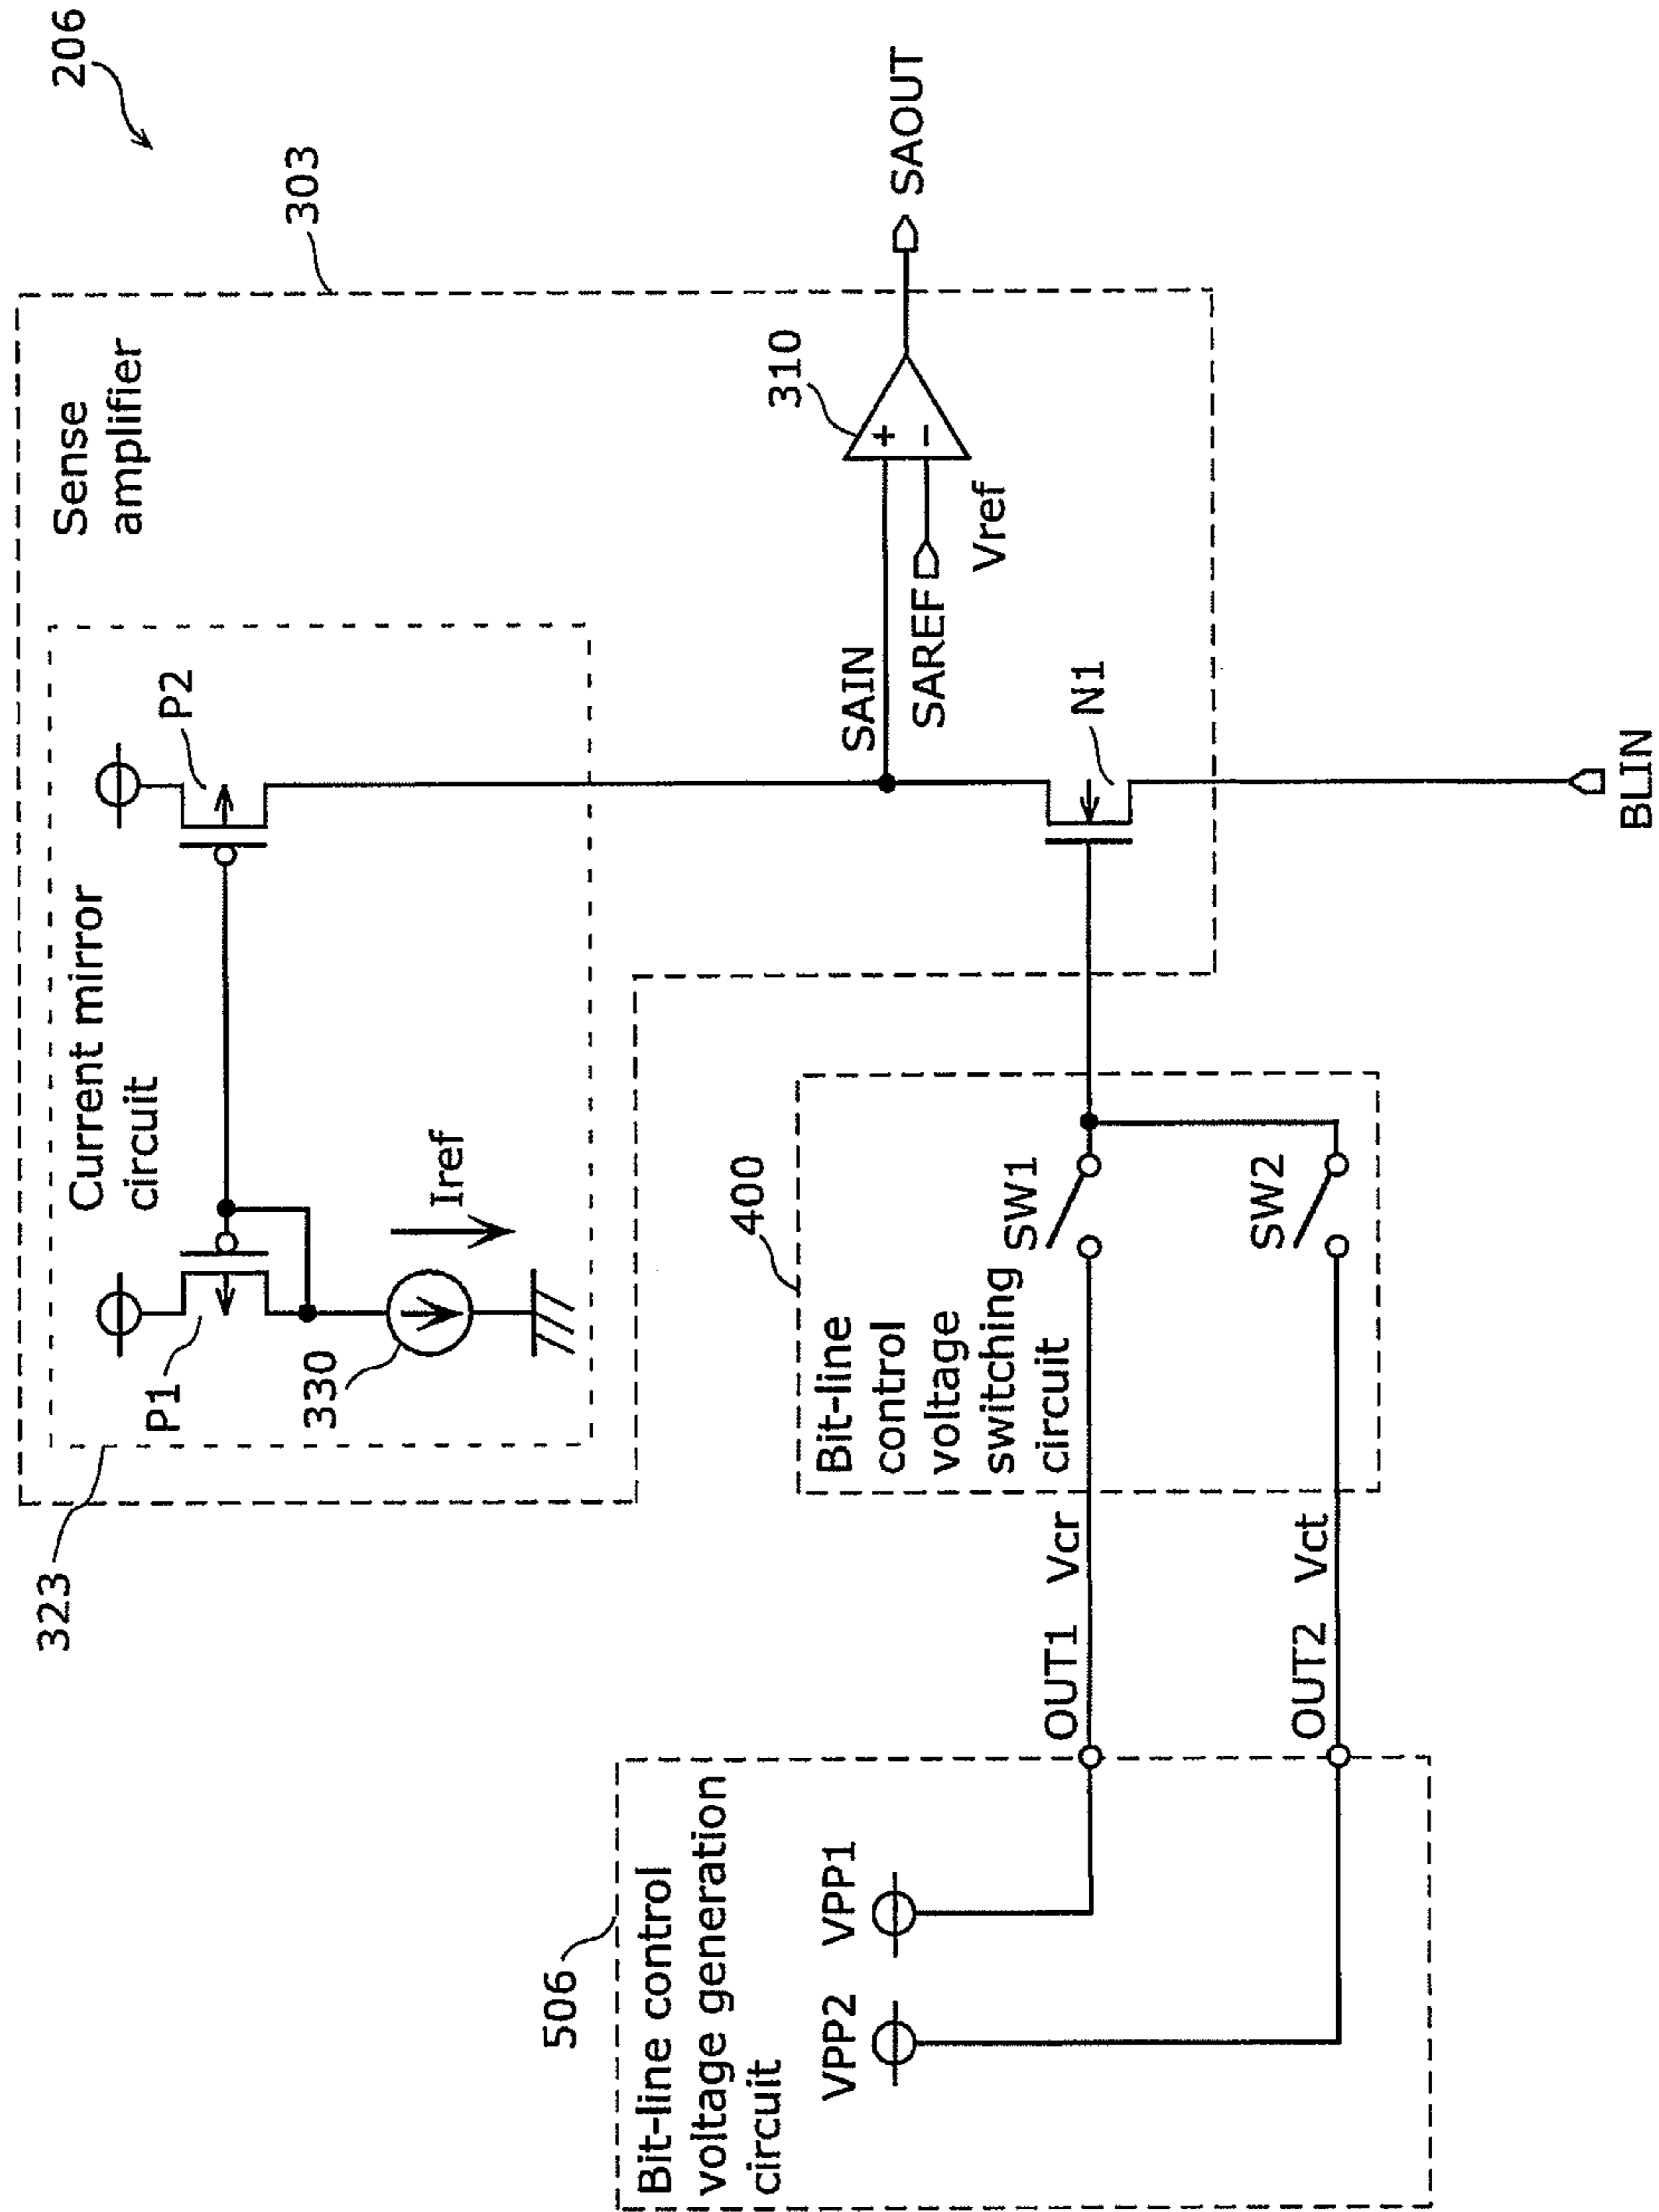 206
303
Sense
amplifier
323
Current mirror
circuit
P1
P2
330
Iref
310
+
−
SAOUT
SAIN
SAREF
Vref
N1
BLIN
400
Bit-line
control
voltage
switching
circuit
SW1
SW2
OUT1 Vcr
OUT2 Vct
506
Bit-line control
voltage generation
circuit
VPP2
VPP1